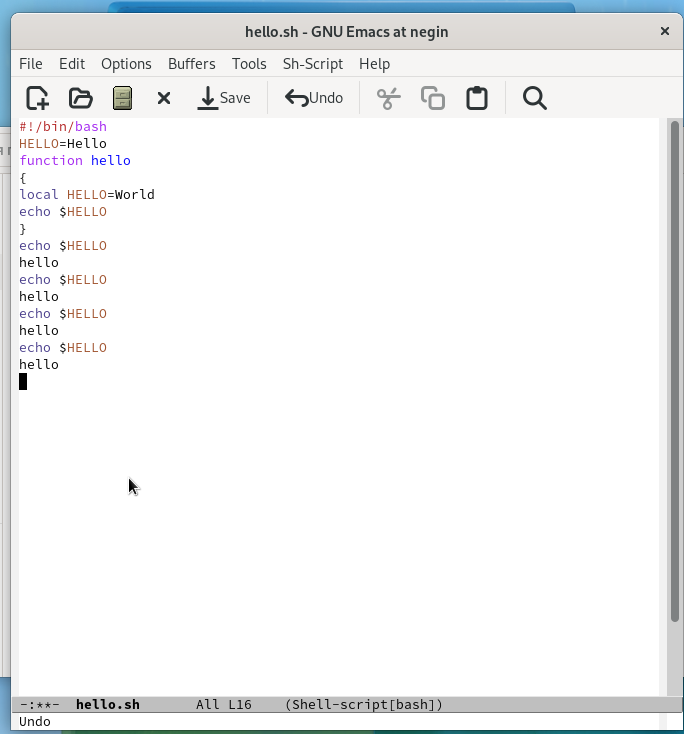 hello.sh - GNU Emacs at negin
File Edit Options Buffers Tools Sh-Script Help
Save Undo
#!/bin/bash
HELLO=Hello
function hello
{
local HELLO=World
echo $HELLO
}
echo $HELLO
hello
echo $HELLO
hello
echo $HELLO
hello
echo $HELLO
hello
-:**- hello.sh All L16 (Shell-script[bash])
Undo